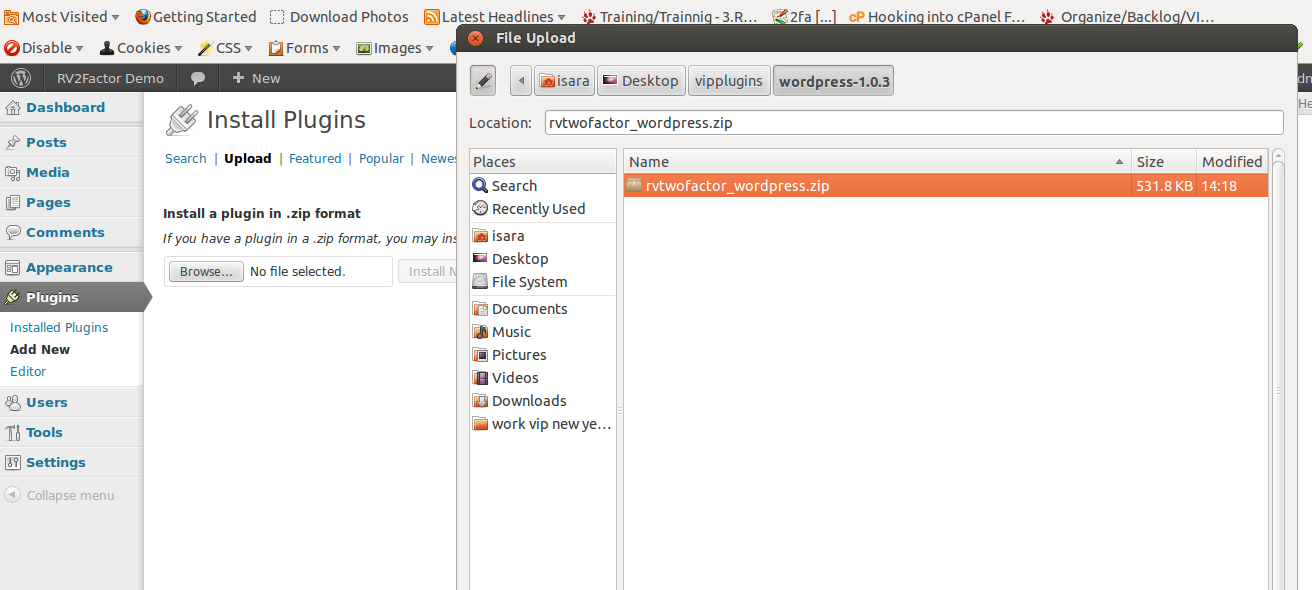 Most Visited Getting Started Download Photos Latest Headlines Training/Trainnig - 3.R... 2fa [...] cP Hooking into cPanel F... Organize/Backlog/VI...
Disable Cookies CSS Forms Images
File Upload
RV2Factor Demo + New
isara Desktop vipplugins wordpress-1.0.3
Dashboard
Install Plugins
Location: rvtwofactor_wordpress.zip
Posts
Search | Upload | Featured | Popular | Newes
Places
Name Size Modified
Media
Search
rvtwofactor_wordpress.zip 531.8 KB 14:18
Pages
Recently Used
Install a plugin in .zip format
Comments
If you have a plugin in a .zip format, you may ins
isara
Desktop
Appearance
Browse... No file selected. Install N
File System
Plugins
Documents
Installed Plugins
Music
Add New
Pictures
Editor
Videos
Users
Downloads
Tools
work vip new ye...
Settings
Collapse menu